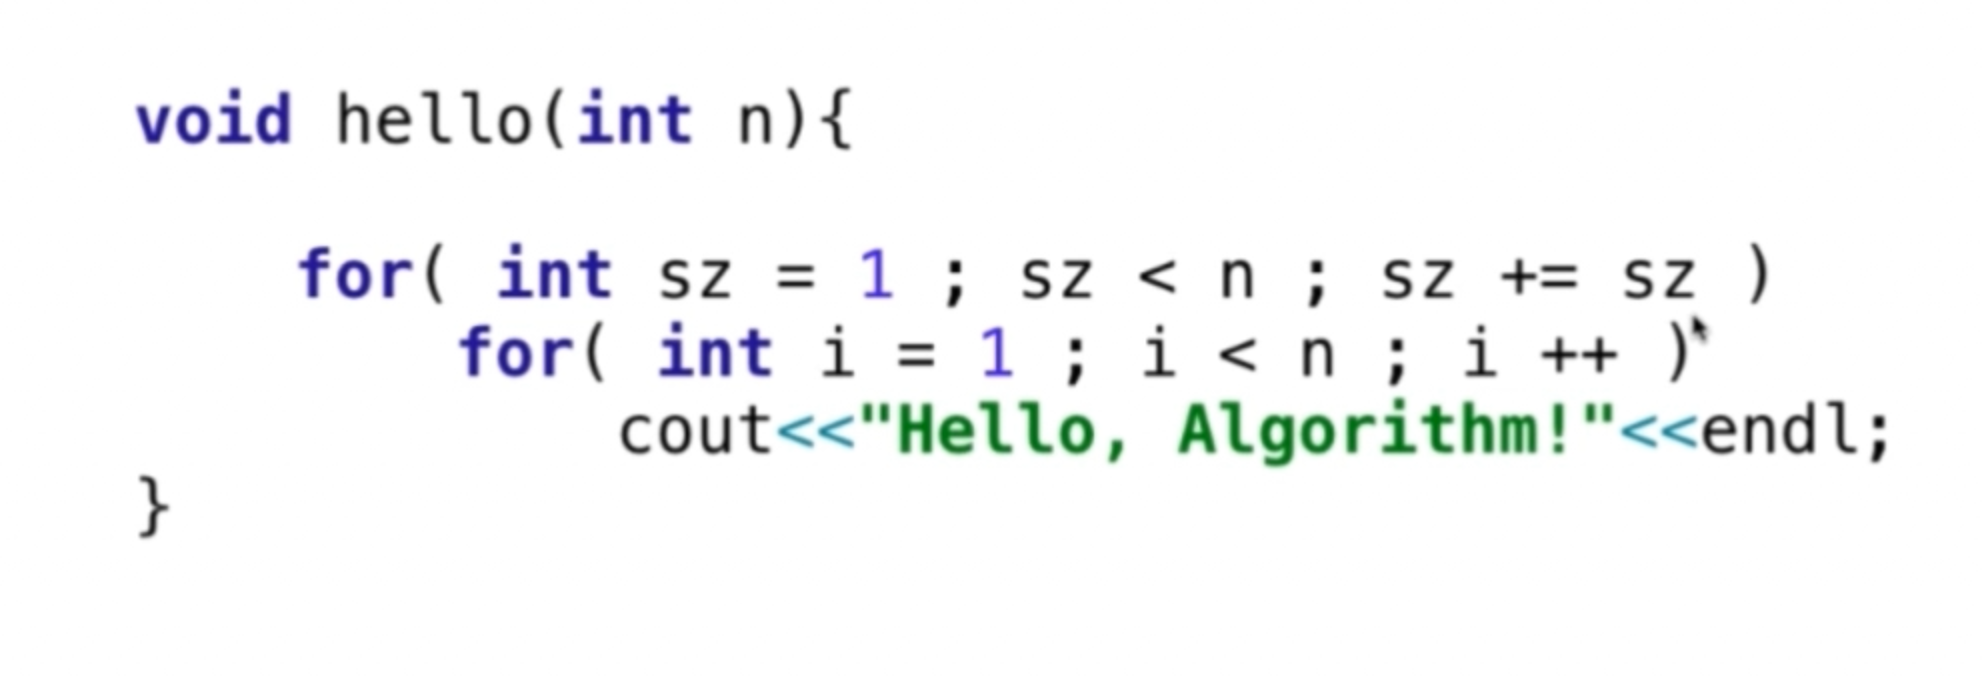 void hello(int n){
for( int sz = 1 ; sz < n ; sz += sz )
for( int i = 1 ; i < n ; i ++ )
cout<<"Hello, Algorithm!"<<endl;
}